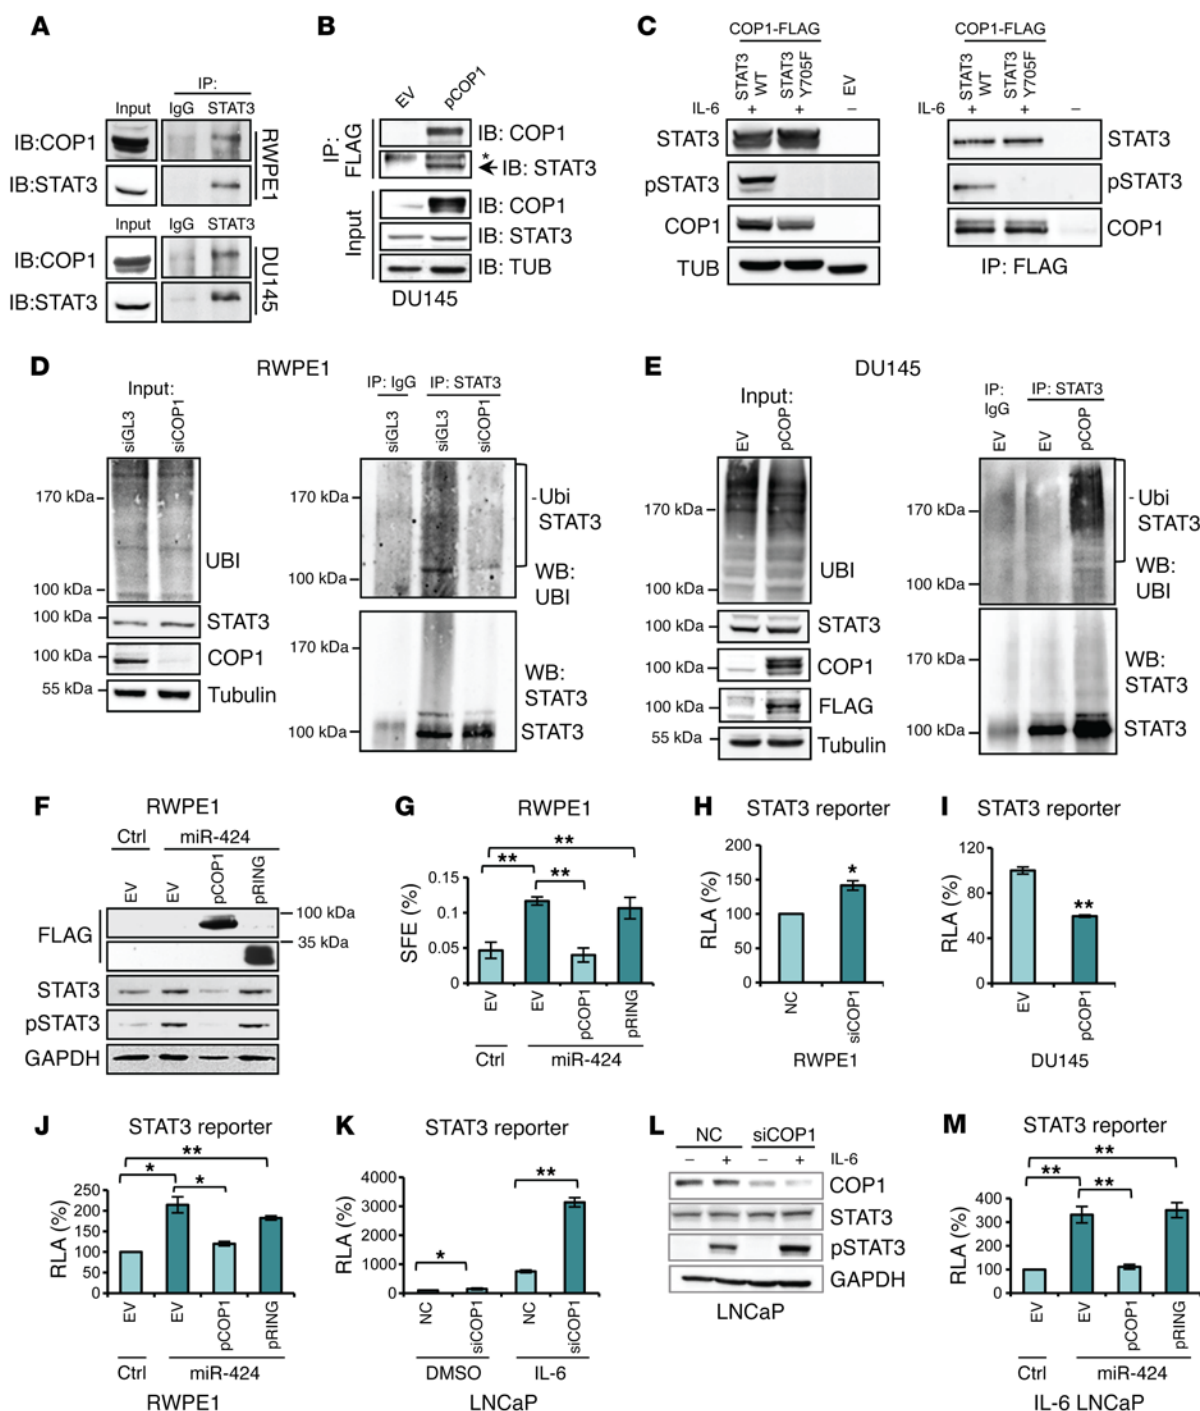 A
IP:
Input IgG STAT3
IB:COP1
IB:STAT3
RWPE1
Input IgG STAT3
IB:COP1
IB:STAT3
DU145
B
EV pCOP1
IP: FLAG
IB: COP1
*
IB: STAT3
Input
IB: COP1
IB: STAT3
IB: TUB
DU145
C
COP1-FLAG
STAT3 WT
STAT3 Y705F
EV
IL-6 + + –
STAT3
pSTAT3
COP1
TUB
COP1-FLAG
STAT3 WT
STAT3 Y705F
IL-6 + + –
STAT3
pSTAT3
COP1
IP: FLAG
D
RWPE1
Input:
siGL3 siCOP1
170 kDa
100 kDa
UBI
100 kDa
STAT3
100 kDa
COP1
55 kDa
Tubulin
IP: IgG IP: STAT3
siGL3 siGL3 siCOP1
170 kDa
100 kDa
-Ubi
STAT3
WB:
UBI
170 kDa
100 kDa
WB:
STAT3
STAT3
E
DU145
Input:
EV pCOP
170 kDa
100 kDa
UBI
100 kDa
STAT3
100 kDa
COP1
100 kDa
FLAG
55 kDa
Tubulin
IP:
IgG
IP: STAT3
EV EV pCOP
170 kDa
100 kDa
-Ubi
STAT3
WB:
UBI
170 kDa
100 kDa
WB:
STAT3
STAT3
F
RWPE1
Ctrl miR-424
EV EV pCOP1 pRING
FLAG
100 kDa
35 kDa
STAT3
pSTAT3
GAPDH
G
RWPE1
**
** **
SFE (%)
0.15
0.1
0.05
0
EV EV pCOP1 pRING
Ctrl miR-424
H
STAT3 reporter
RLA (%)
200
150
100
50
0
*
NC siCOP1
RWPE1
I
STAT3 reporter
RLA (%)
120
80
40
0
**
EV pCOP1
DU145
J
STAT3 reporter
**
* *
RLA (%)
250
200
150
100
50
0
EV EV pCOP1 pRING
Ctrl miR-424
RWPE1
K
STAT3 reporter
**
*
RLA (%)
4000
3000
2000
1000
0
NC siCOP1 NC siCOP1
DMSO IL-6
LNCaP
L
NC siCOP1
– + – + IL-6
COP1
STAT3
pSTAT3
GAPDH
LNCaP
M
STAT3 reporter
**
** **
RLA (%)
400
300
200
100
0
EV EV pCOP1 pRING
Ctrl miR-424
IL-6 LNCaP